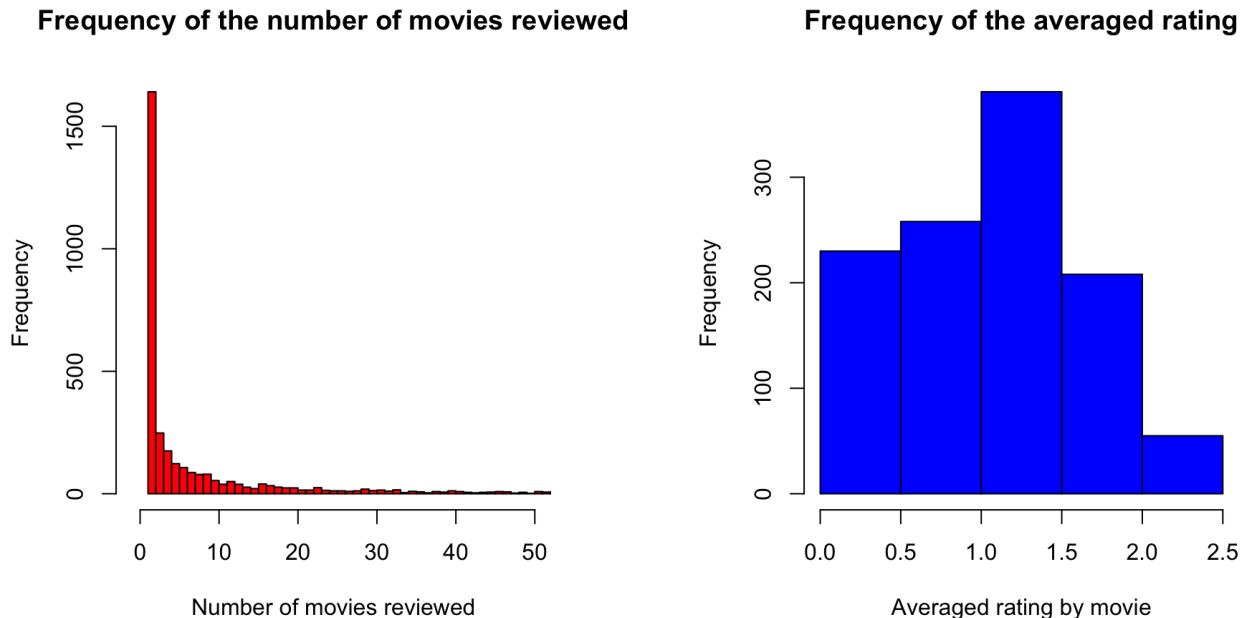 Frequency of the number of movies reviewed
Frequency
0
500
1000
1500
0 10 20 30 40 50
Number of movies reviewed
Frequency of the averaged rating
Frequency
0
100
200
300
0.0 0.5 1.0 1.5 2.0 2.5
Averaged rating by movie